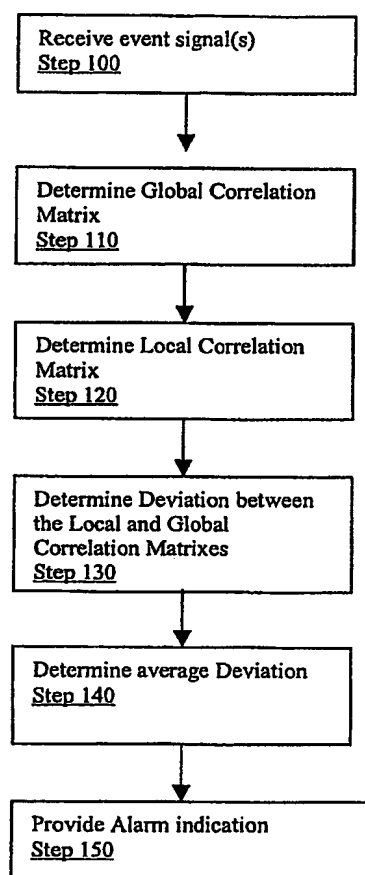 Receive event signal(s)
Step 100
Determine Global Correlation
Matrix
Step 110
Determine Local Correlation
Matrix
Step 120
Determine Deviation between
the Local and Global
Correlation Matrixes
Step 130
Determine average Deviation
Step 140
Provide Alarm indication
Step 150